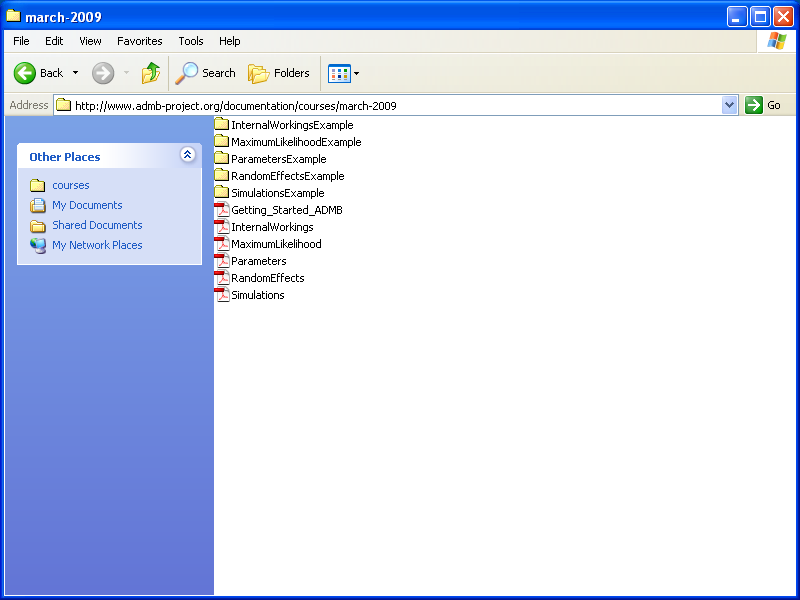 march-2009
File Edit View Favorites Tools Help
Back Search Folders
Address http://www.admb-project.org/documentation/courses/march-2009 Go
Other Places
courses
My Documents
Shared Documents
My Network Places
InternalWorkingsExample
MaximumLikelihoodExample
ParametersExample
RandomEffectsExample
SimulationsExample
Getting_Started_ADMB
InternalWorkings
MaximumLikelihood
Parameters
RandomEffects
Simulations